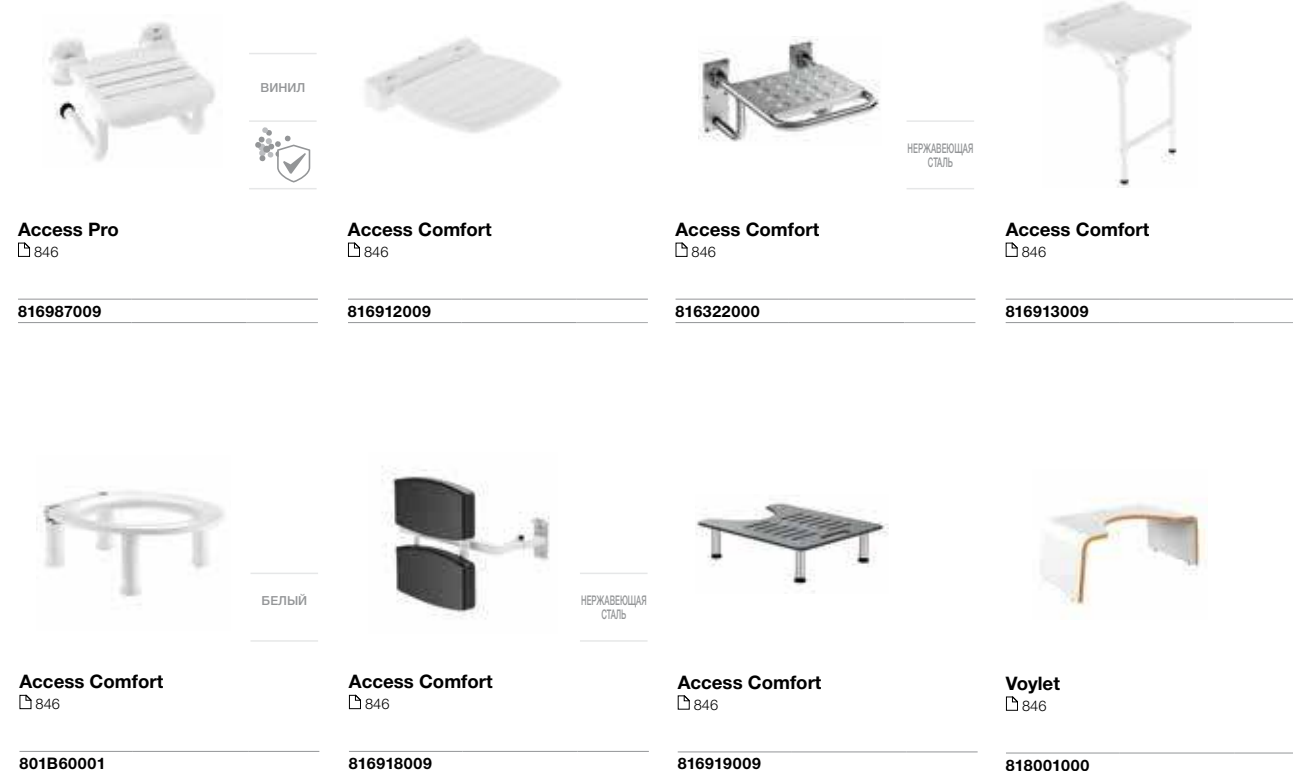 ВИНИЛ
Access Pro
846
816987009
Access Comfort
846
816912009
НЕРЖАВЕЮЩАЯ
СТАЛЬ
Access Comfort
846
816322000
Access Comfort
846
816913009
БЕЛЫЙ
Access Comfort
846
801B60001
НЕРЖАВЕЮЩАЯ
СТАЛЬ
Access Comfort
846
816918009
Access Comfort
846
816919009
Voylet
846
818001000